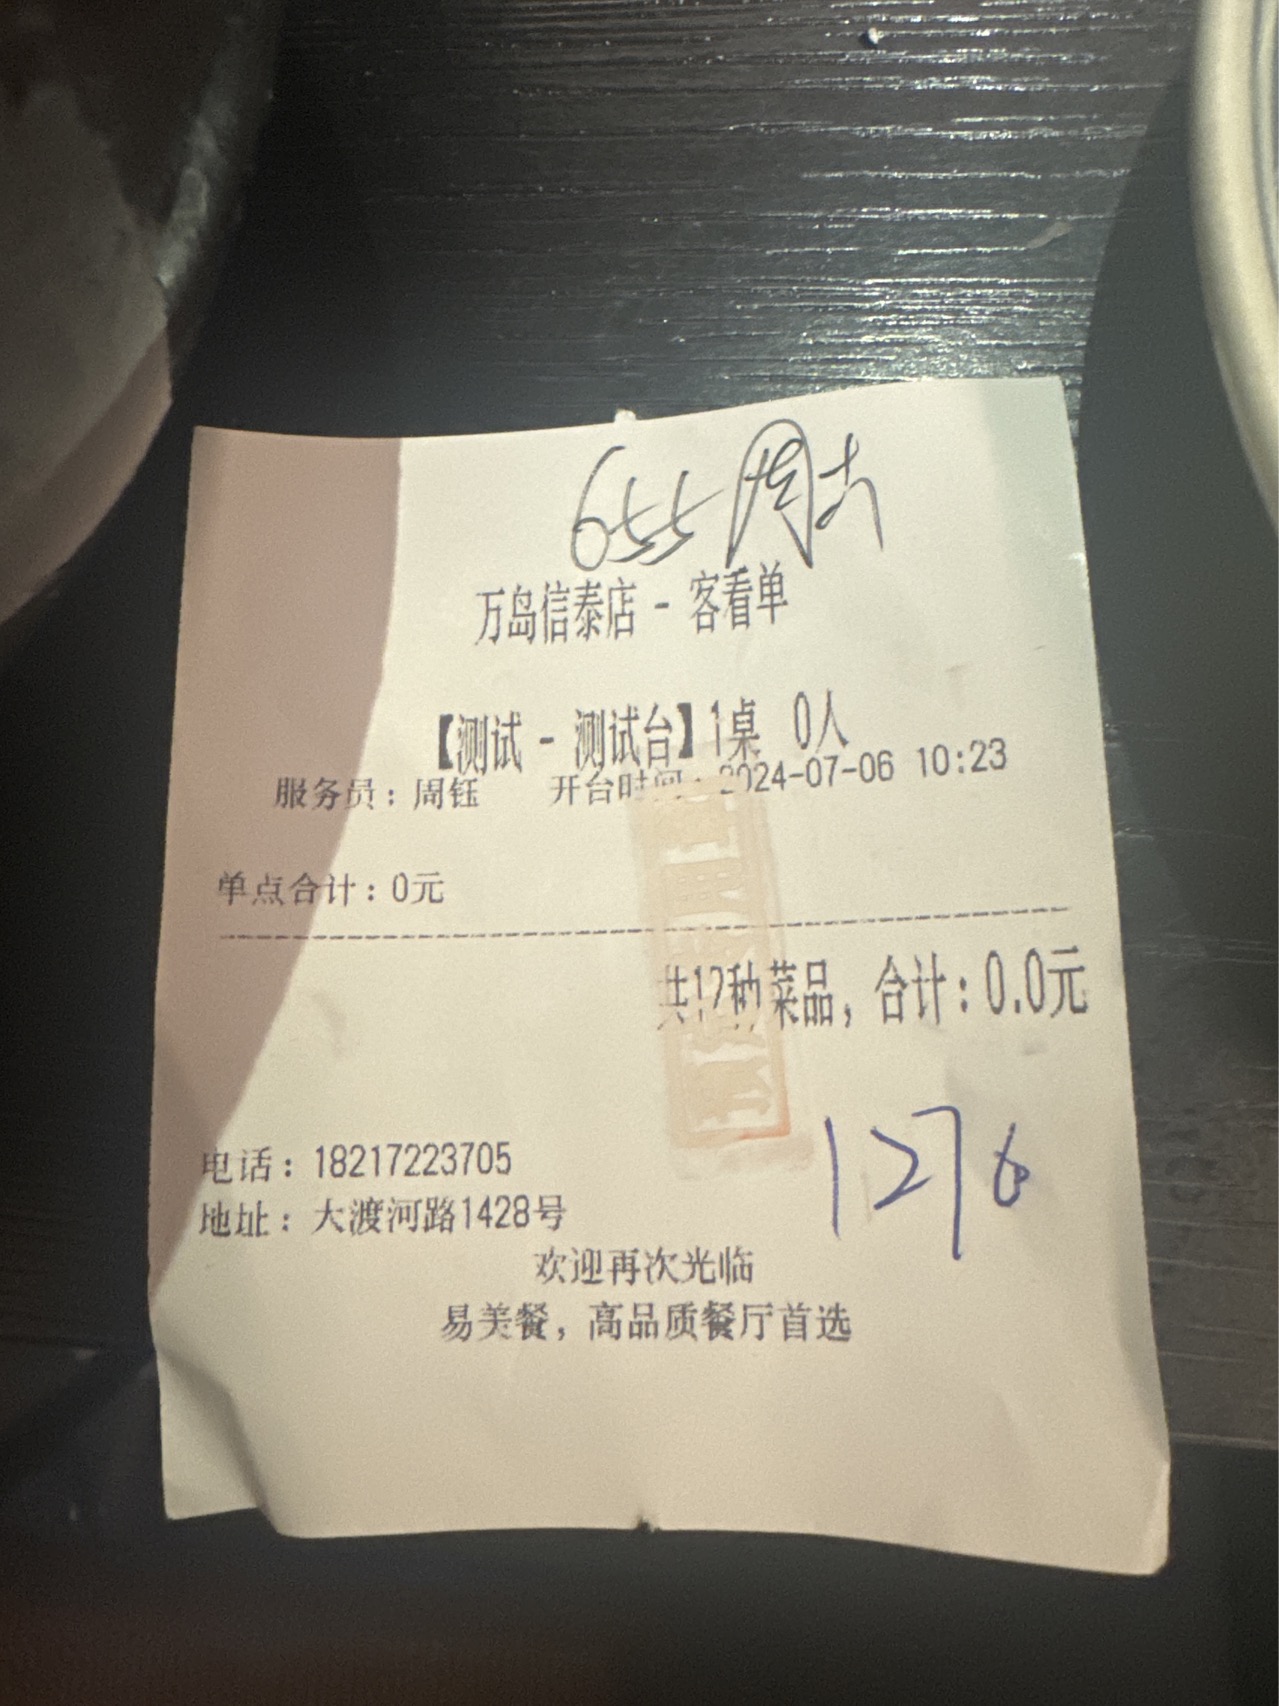 655 周六
万岛信泰店 - 客看单
【测试 - 测试台】1桌 0人
服务员：周钰 开台时间：2024-07-06 10:23
单点合计：0元
共12种菜品，合计：0.0元
1276
电话：18217223705
地址：大渡河路1428号
欢迎再次光临
易美餐，高品质餐厅首选